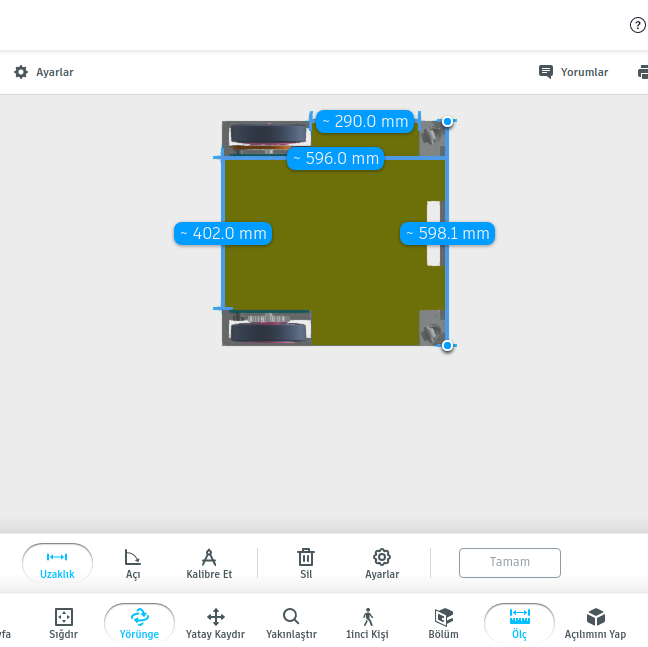 Ayarlar
Yorumlar
~ 290.0 mm
~ 596.0 mm
~ 402.0 mm
~ 598.1 mm
Uzaklık
Açı
Kalibre Et
Sil
Ayarlar
Tamam
yfa
Sığdır
Yörünge
Yatay Kaydır
Yakınlaştır
1inci Kişi
Bölüm
Ölç
Açılımını Yap